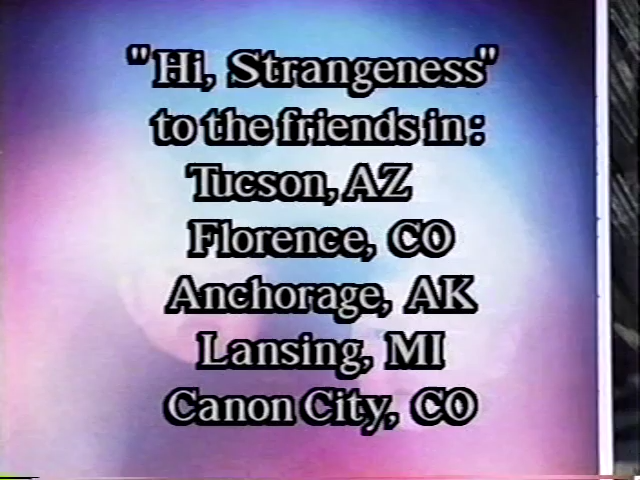 "Hi, Strangeness"
to the friends in:
Tucson, AZ
Florence, CO
Anchorage, AK
Lansing, MI
Canon City, CO